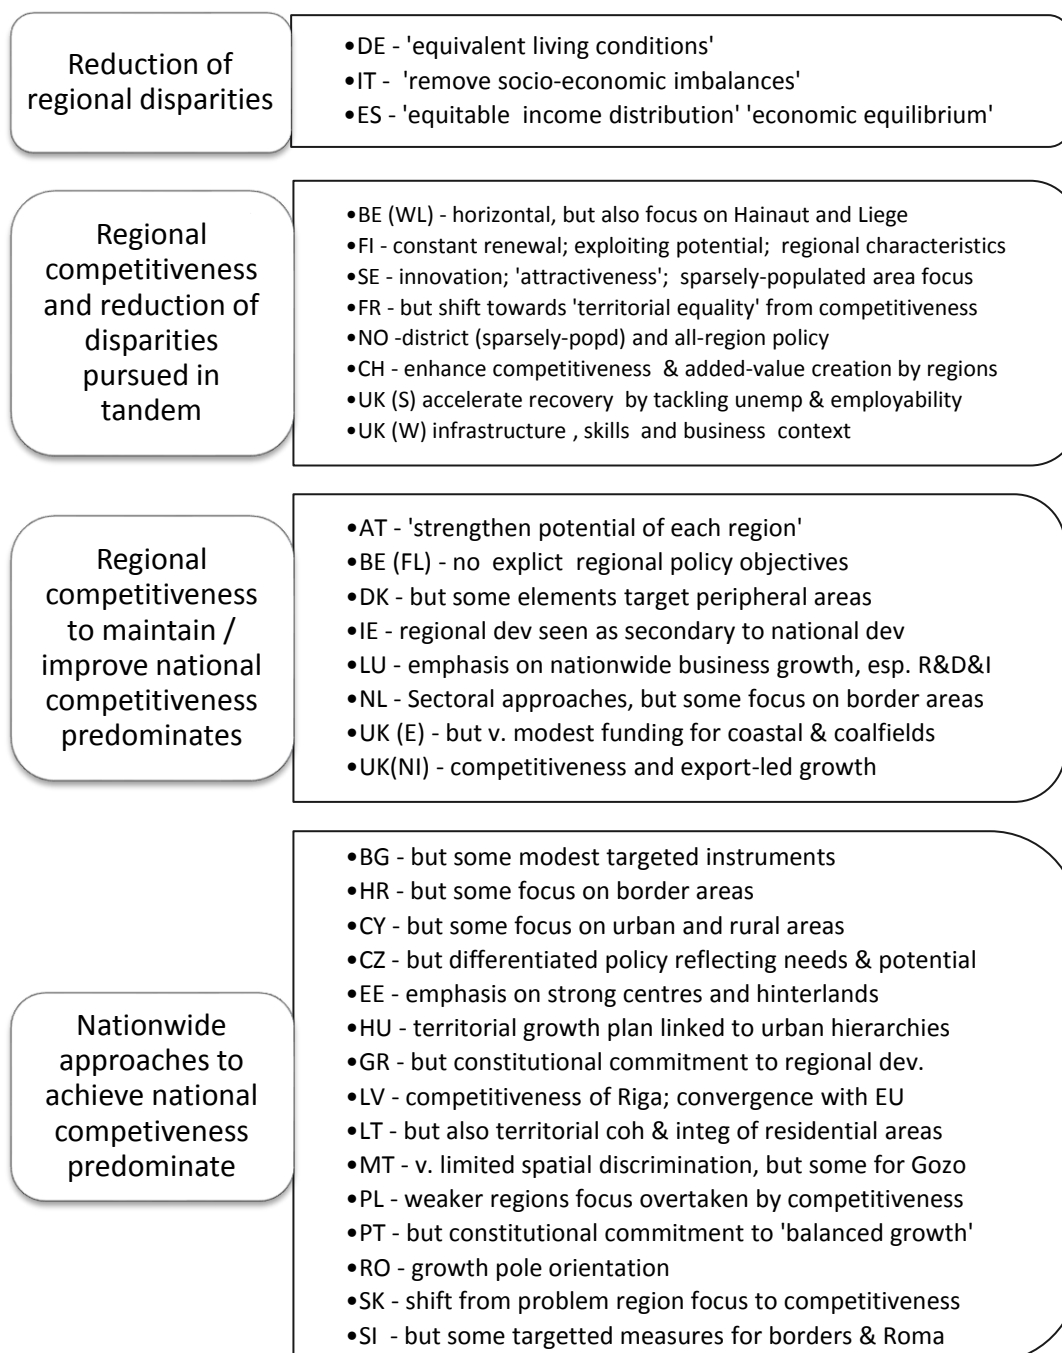 Reduction of
regional disparities
•DE - 'equivalent living conditions'
•IT - 'remove socio-economic imbalances'
•ES - 'equitable income distribution' 'economic equilibrium'
Regional
competitiveness
and reduction of
disparities
pursued in
tandem
•BE (WL) - horizontal, but also focus on Hainaut and Liege
•FI - constant renewal; exploiting potential; regional characteristics
•SE - innovation; 'attractiveness'; sparsely-populated area focus
•FR - but shift towards 'territorial equality' from competitiveness
•NO -district (sparsely-popd) and all-region policy
•CH - enhance competitiveness & added-value creation by regions
•UK (S) accelerate recovery by tackling unemp & employability
•UK (W) infrastructure , skills and business context
Regional
competitiveness
to maintain /
improve national
competitiveness
predominates
•AT - 'strengthen potential of each region'
•BE (FL) - no explict regional policy objectives
•DK - but some elements target peripheral areas
•IE - regional dev seen as secondary to national dev
•LU - emphasis on nationwide business growth, esp. R&D&I
•NL - Sectoral approaches, but some focus on border areas
•UK (E) - but v. modest funding for coastal & coalfields
•UK(NI) - competitiveness and export-led growth
Nationwide
approaches to
achieve national
competiveness
predominate
•BG - but some modest targeted instruments
•HR - but some focus on border areas
•CY - but some focus on urban and rural areas
•CZ - but differentiated policy reflecting needs & potential
•EE - emphasis on strong centres and hinterlands
•HU - territorial growth plan linked to urban hierarchies
•GR - but constitutional commitment to regional dev.
•LV - competitiveness of Riga; convergence with EU
•LT - but also territorial coh & integ of residential areas
•MT - v. limited spatial discrimination, but some for Gozo
•PL - weaker regions focus overtaken by competitiveness
•PT - but constitutional commitment to 'balanced growth'
•RO - growth pole orientation
•SK - shift from problem region focus to competitiveness
•SI - but some targetted measures for borders & Roma